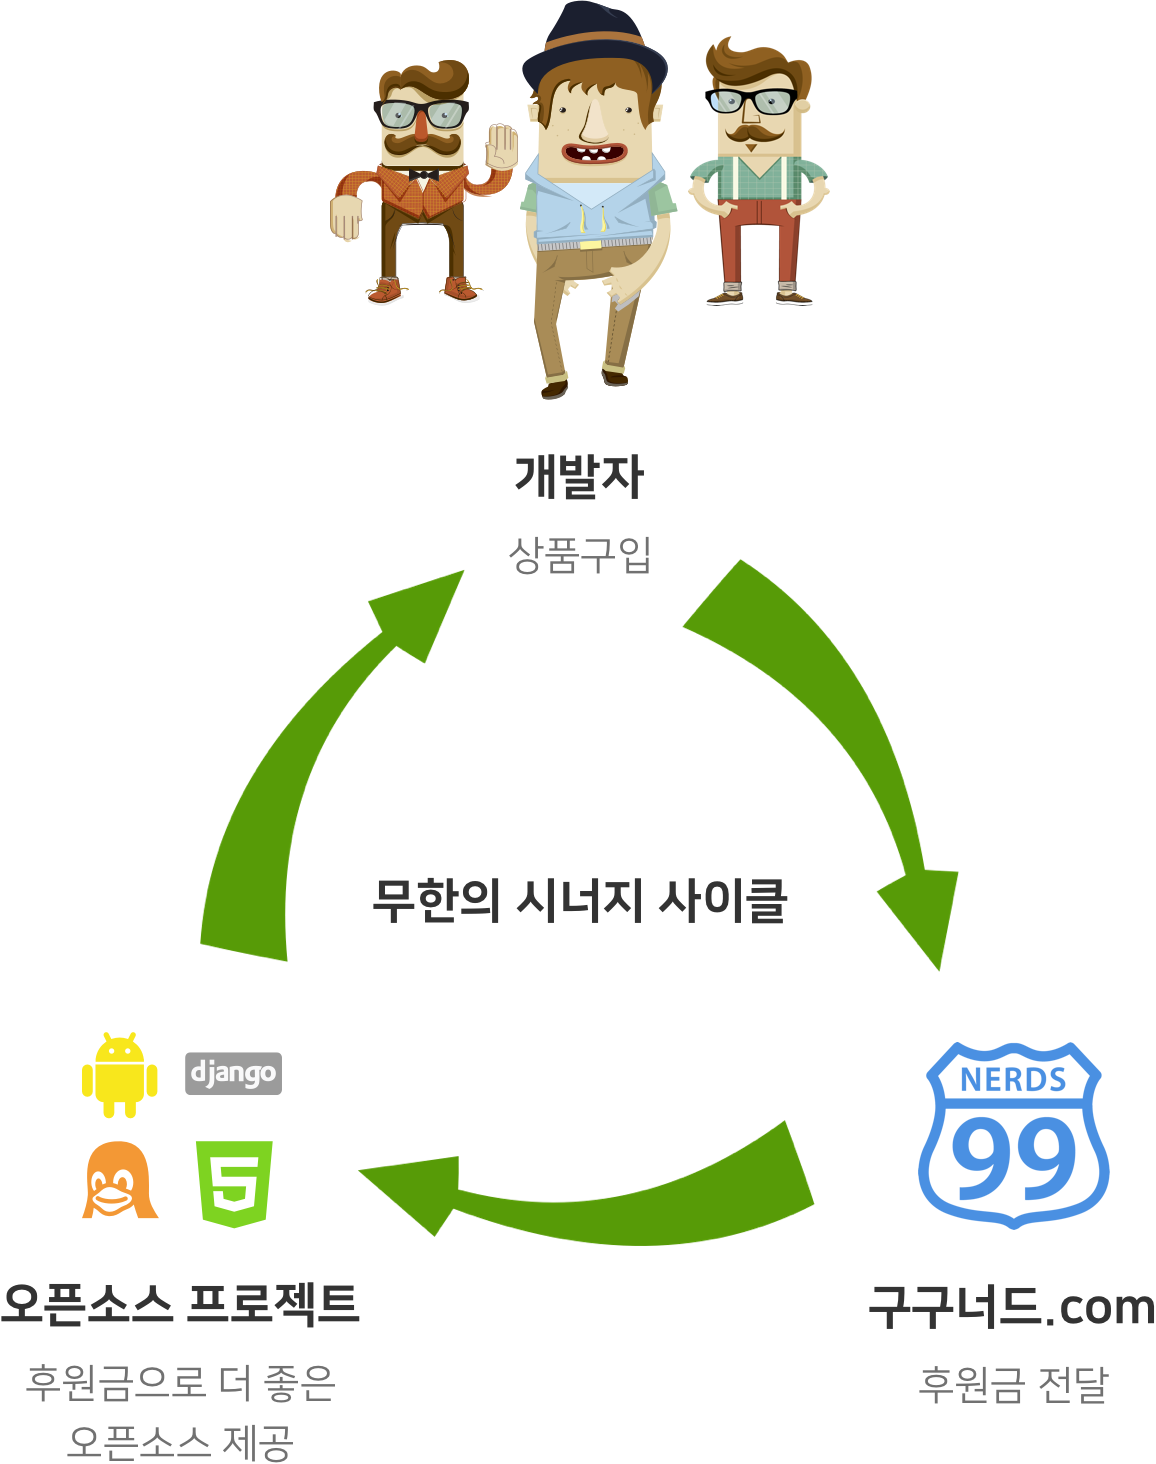 개발자
상품구입
무한의 시너지 사이클
django
NERDS
99
오픈소스 프로젝트
후원금으로 더 좋은
오픈소스 제공
구구너드.com
후원금 전달